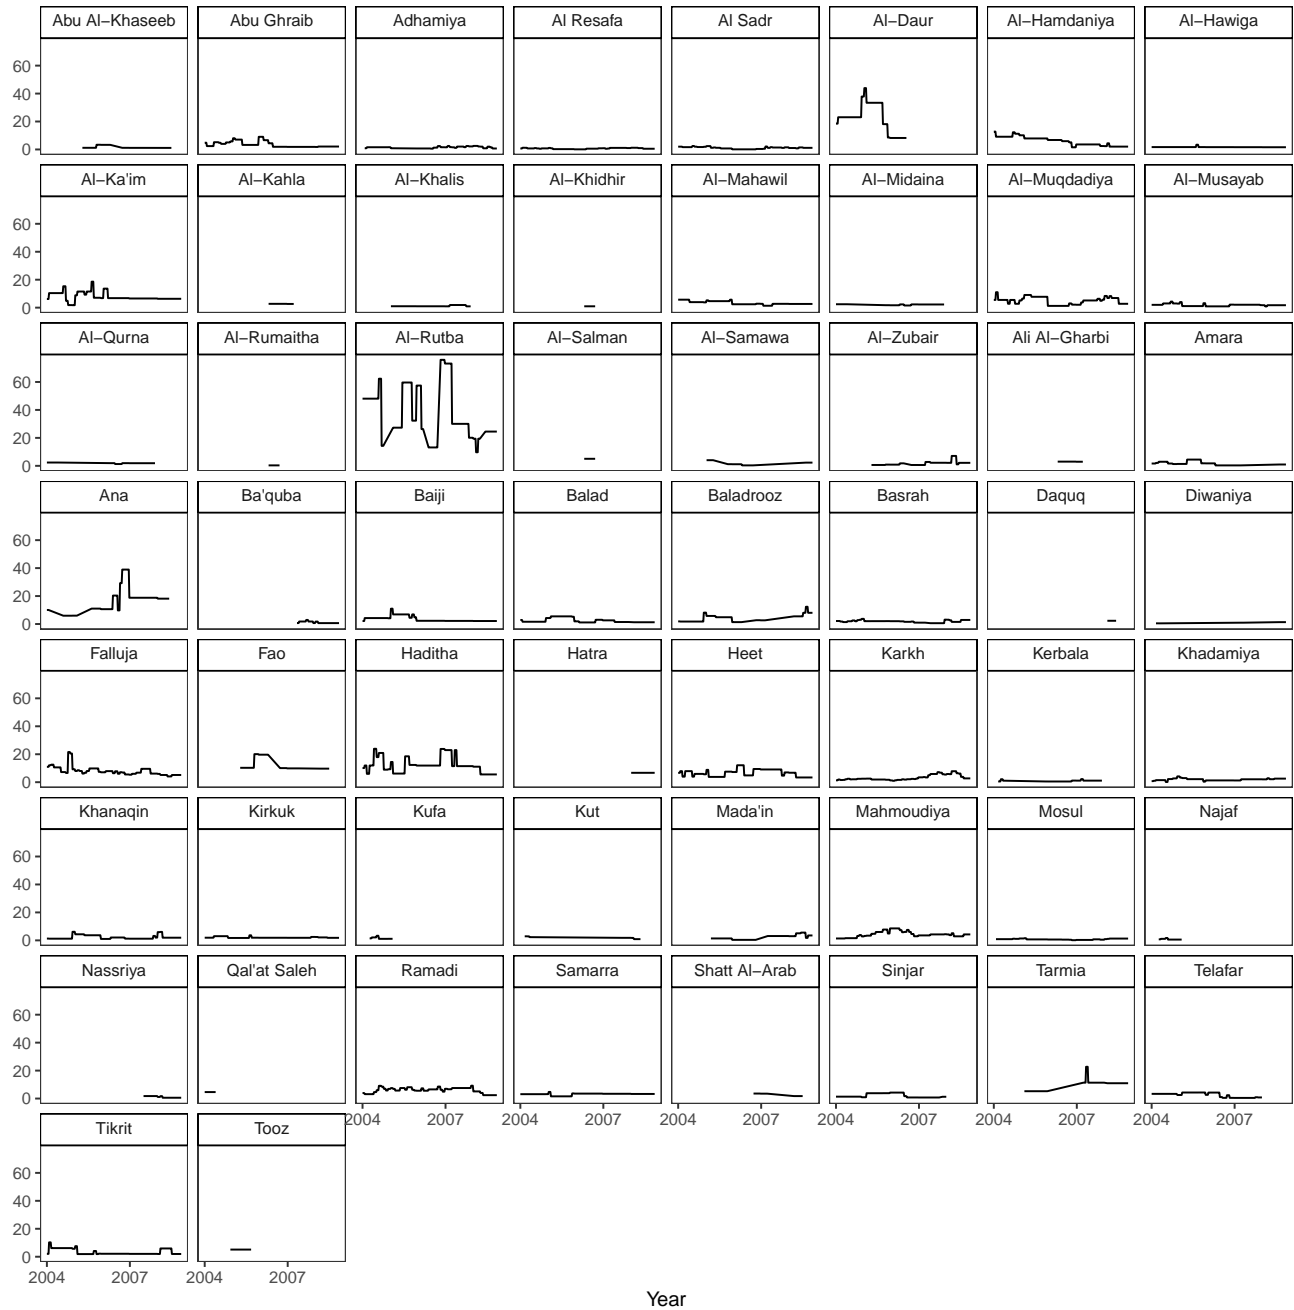 Abu Al−Khaseeb Abu Ghraib Adhamiya Al Resafa Al Sadr Al−Daur Al−Hamdaniya Al−Hawiga
60
40
20
0
Al−Ka'im Al−Kahla Al−Khalis Al−Khidhir Al−Mahawil Al−Midaina Al−Muqdadiya Al−Musayab
60
40
20
0
Al−Qurna Al−Rumaitha Al−Rutba Al−Salman Al−Samawa Al−Zubair Ali Al−Gharbi Amara
60
40
20
0
Ana Ba'quba Baiji Balad Baladrooz Basrah Daquq Diwaniya
60
40
20
0
Falluja Fao Haditha Hatra Heet Karkh Kerbala Khadamiya
60
40
20
0
Khanaqin Kirkuk Kufa Kut Mada'in Mahmoudiya Mosul Najaf
60
40
20
0
Nassriya Qal'at Saleh Ramadi Samarra Shatt Al−Arab Sinjar Tarmia Telafar
60
40
20
0
2004 2007 2004 2007 2004 2007 2004 2007 2004 2007 2004 2007
Tikrit Tooz
60
40
20
0
2004 2007 2004 2007
Year